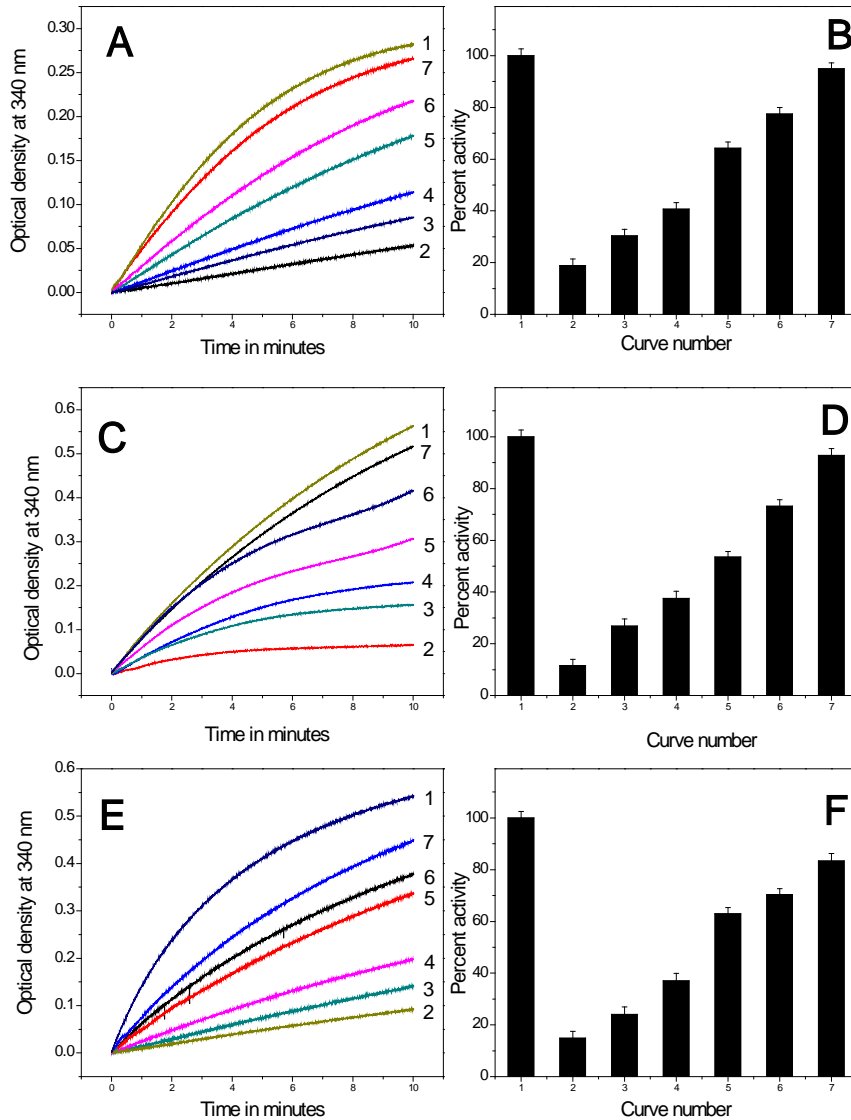 A
Optical density at 340 nm
0.30
0.25
0.20
0.15
0.10
0.05
0.00
1
7
6
5
4
3
2
0 2 4 6 8 10
Time in minutes
B
Percent activity
100
80
60
40
20
0
1 2 3 4 5 6 7
Curve number
C
Optical density at 340 nm
0.6
0.5
0.4
0.3
0.2
0.1
0.0
1
7
6
5
4
3
2
0 2 4 6 8 10
Time in minutes
D
Percent activity
100
80
60
40
20
0
1 2 3 4 5 6 7
Curve number
E
Optical density at 340 nm
0.6
0.5
0.4
0.3
0.2
0.1
0.0
1
7
6
5
4
3
2
0 2 4 6 8 10
Time in minutes
F
Percent activity
100
80
60
40
20
0
1 2 3 4 5 6 7
Curve number